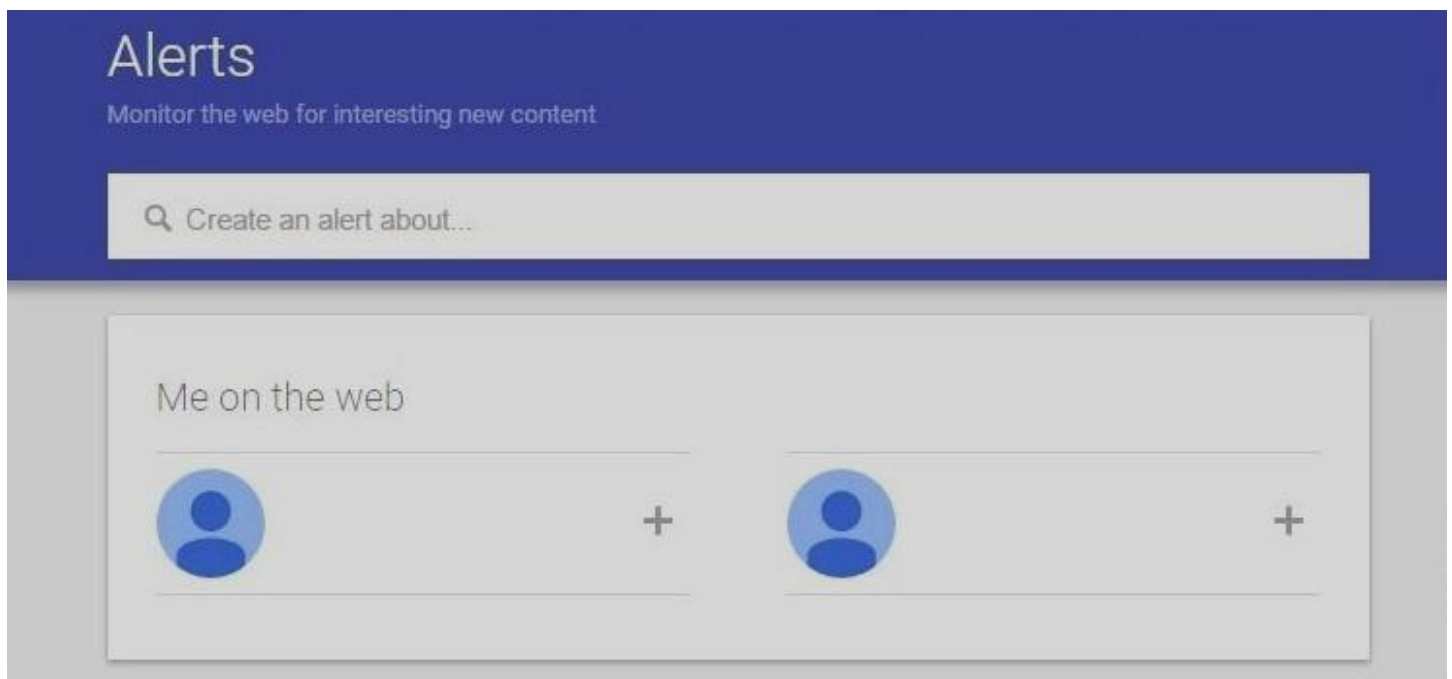 Alerts
Monitor the web for interesting new content
Create an alert about...
Me on the web